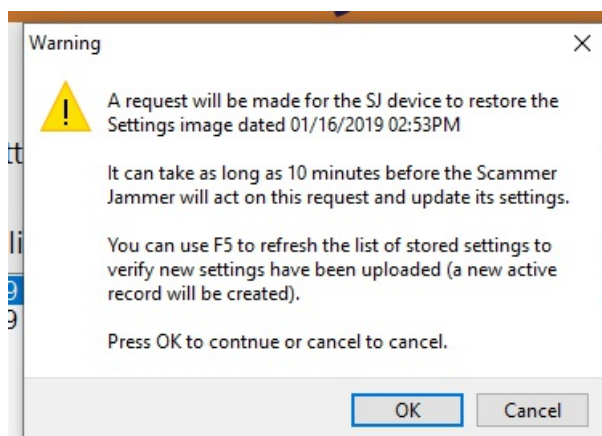 Warning
A request will be made for the SJ device to restore the
Settings image dated 01/16/2019 02:53PM
It can take as long as 10 minutes before the Scammer
Jammer will act on this request and update its settings.
You can use F5 to refresh the list of stored settings to
verify new settings have been uploaded (a new active
record will be created).
Press OK to contnue or cancel to cancel.
OK
Cancel